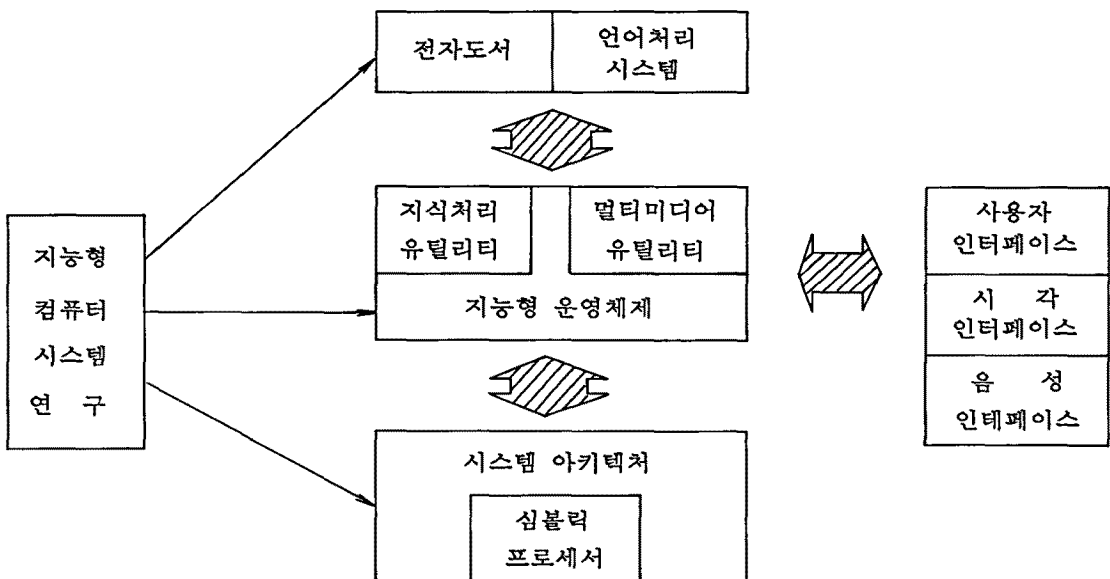 전자도서
언어처리
시스템
지식처리
유틸리티
멀티미디어
유틸리티
지능형 운영체제
지능형
컴퓨터
시스템
연 구
사용자
인터페이스
시 각
인터페이스
음 성
인테페이스
시스템 아키텍처
심볼릭
프로세서